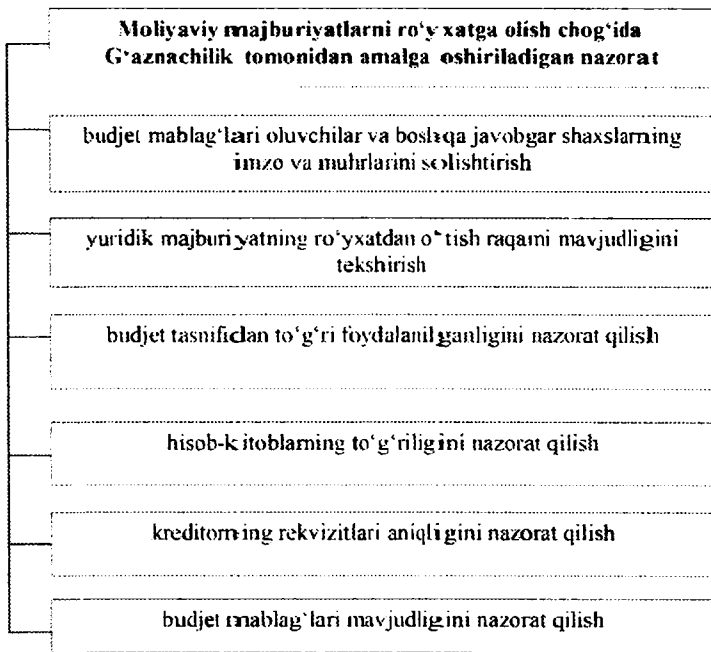 Moliyaviy majburiyatlarni ro‘yxatga olish chog‘ida
G‘aznachilik tomonidan amalga oshiriladigan nazorat
budjet mablag‘lari oluvchilar va boshqa javobgar shaxslarning
imzo va muhrlarini solishtirish
yuridik majburiyatning ro‘yxatdan o‘tish raqami mavjudligini
tekshirish
budjet tasnifidan to‘g‘ri foydalanilganligini nazorat qilish
hisob-kitoblarning to‘g‘riligini nazorat qilish
kreditorning rekvizitlari aniqligini nazorat qilish
budjet mablag‘lari mavjudligini nazorat qilish